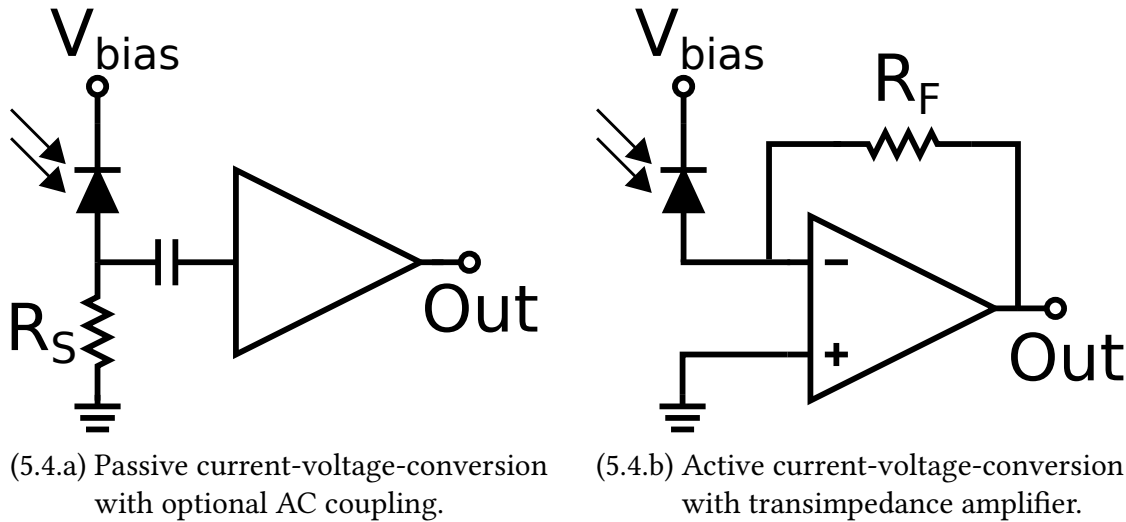 V_bias
R_S
Out
(5.4.a) Passive current-voltage-conversion
with optional AC coupling.
V_bias
R_F
−
+
Out
(5.4.b) Active current-voltage-conversion
with transimpedance amplifier.